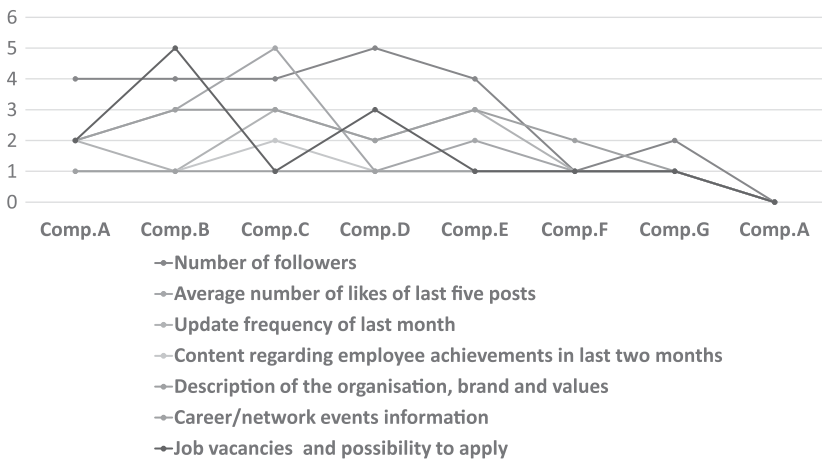 6
5
4
3
2
1
0
Comp.A Comp.B Comp.C Comp.D Comp.E Comp.F Comp.G Comp.A
Number of followers
Average number of likes of last five posts
Update frequency of last month
Content regarding employee achievements in last two months
Description of the organisation, brand and values
Career/network events information
Job vacancies  and possibility to apply